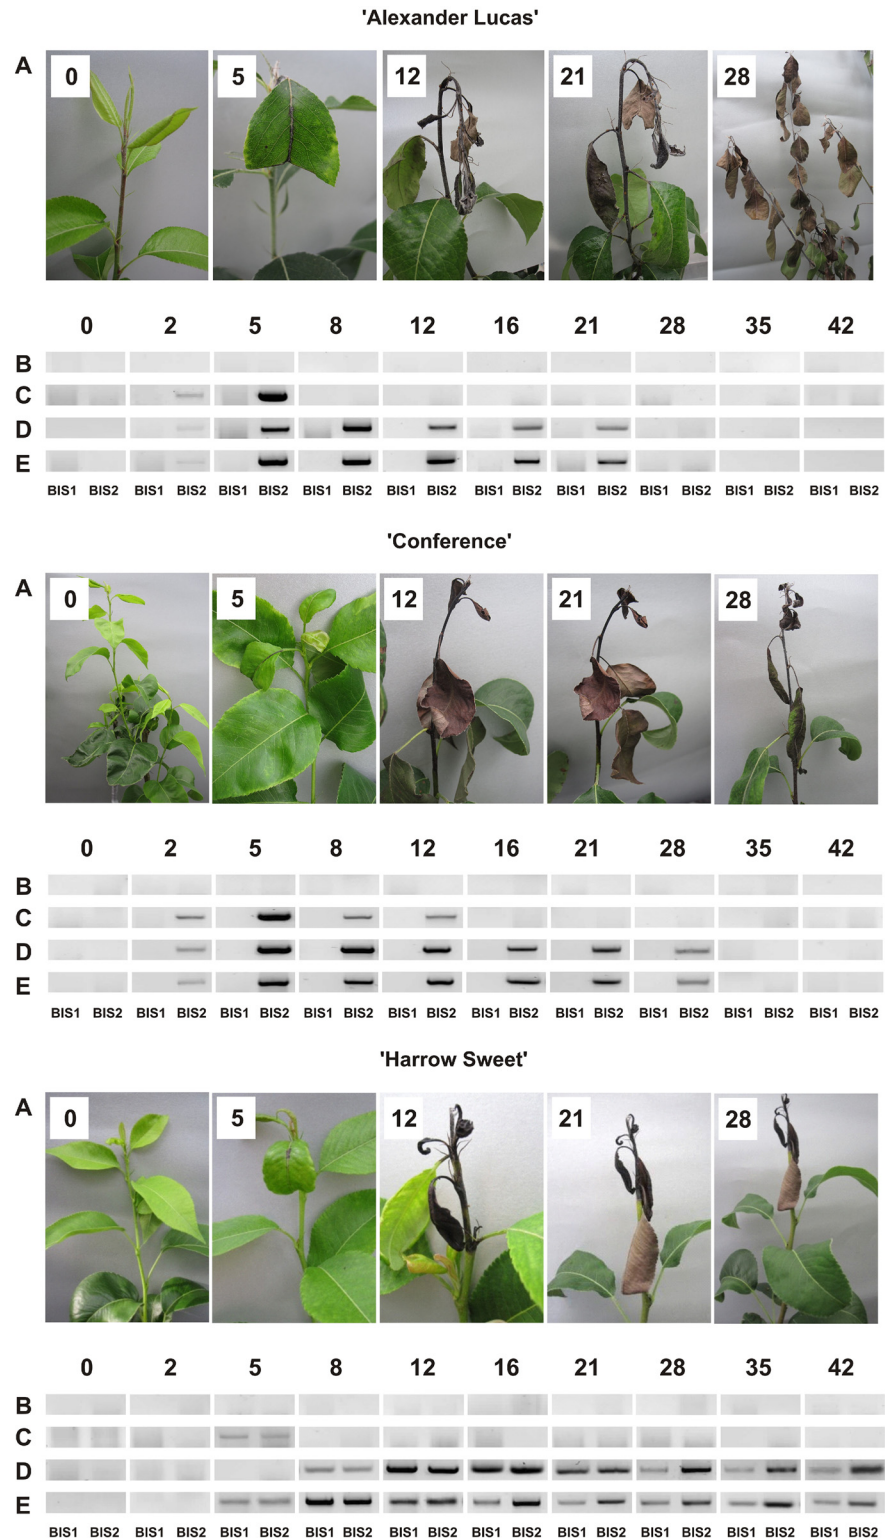 'Alexander Lucas'
A 0 5 12 21 28
0 2 5 8 12 16 21 28 35 42
B
C
D
E
BIS1 BIS2 BIS1 BIS2 BIS1 BIS2 BIS1 BIS2 BIS1 BIS2 BIS1 BIS2 BIS1 BIS2 BIS1 BIS2 BIS1 BIS2 BIS1 BIS2
'Conference'
A 0 5 12 21 28
0 2 5 8 12 16 21 28 35 42
B
C
D
E
BIS1 BIS2 BIS1 BIS2 BIS1 BIS2 BIS1 BIS2 BIS1 BIS2 BIS1 BIS2 BIS1 BIS2 BIS1 BIS2 BIS1 BIS2 BIS1 BIS2
'Harrow Sweet'
A 0 5 12 21 28
0 2 5 8 12 16 21 28 35 42
B
C
D
E
BIS1 BIS2 BIS1 BIS2 BIS1 BIS2 BIS1 BIS2 BIS1 BIS2 BIS1 BIS2 BIS1 BIS2 BIS1 BIS2 BIS1 BIS2 BIS1 BIS2